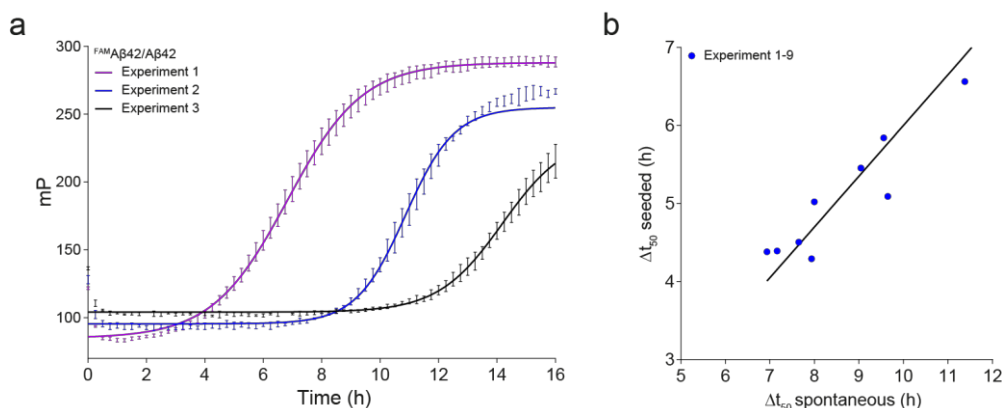 a
FAMAβ42/Aβ42
Experiment 1
Experiment 2
Experiment 3
300
250
200
150
100
mP
0 2 4 6 8 10 12 14 16
Time (h)
b
Experiment 1-9
7
6
5
4
3
Δt50 seeded (h)
5 6 7 8 9 10 11 12
Δt50 spontaneous (h)